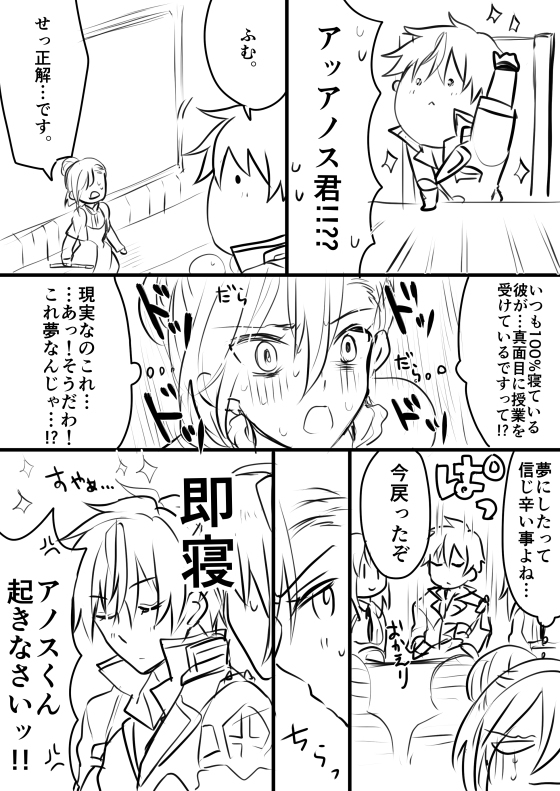 アッアノス君!!!??
ふむ。
せっ正解…です。
いつも100%寝ている
彼が…真面目に授業を
受けているですって!?
ドッ
ドッ
だら
だら
ドッ
ドッ
現実なのこれ…
…あっ!そうだわ!
これ夢なんじゃ…!?
夢にしたって
信じ辛い事よね…
ぱっ
今戻ったぞ
おかえり
ちらっ
即寝
すやぁ…
アノスくん
起きなさいッ!!